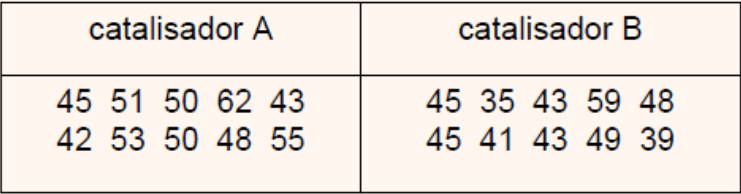 catalisador A catalisador B
45 51 50 62 43 45 35 43 59 48
42 53 50 48 55 45 41 43 49 39